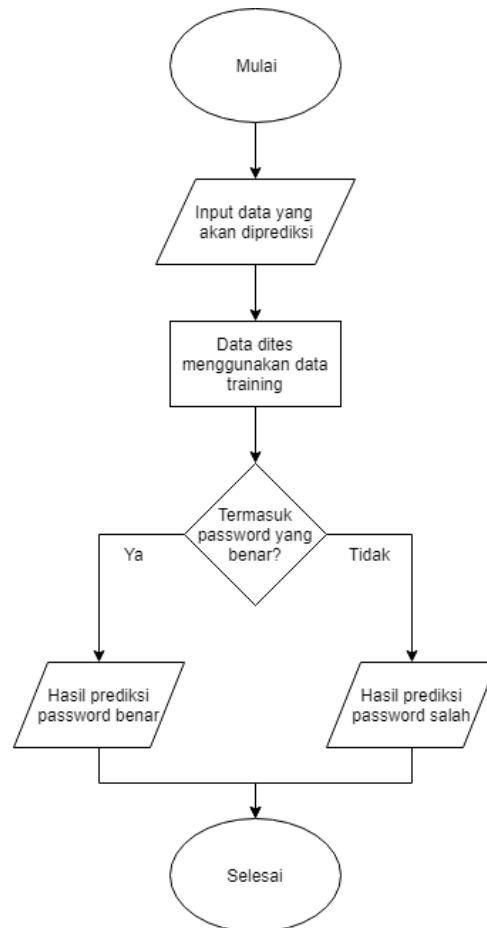 Mulai
Input data yang
akan diprediksi
Data dites
menggunakan data
training
Termasuk
password yang
benar?
Ya
Tidak
Hasil prediksi
password benar
Hasil prediksi
password salah
Selesai